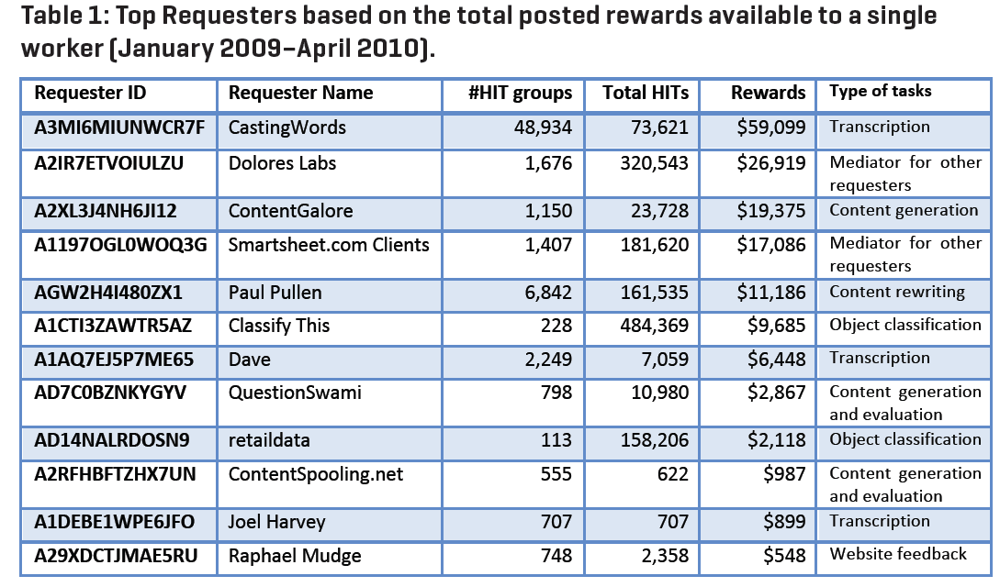 Table 1: Top Requesters based on the total posted rewards available to a single
worker (January 2009–April 2010).
Requester ID Requester Name #HIT groups Total HITs Rewards Type of tasks
A3MI6MIUNWCR7F CastingWords 48,934 73,621 $59,099 Transcription
A2IR7ETVOIULZU Dolores Labs 1,676 320,543 $26,919 Mediator for other
requesters
A2XL3J4NH6JI12 ContentGalore 1,150 23,728 $19,375 Content generation
A1197OGL0WOQ3G Smartsheet.com Clients 1,407 181,620 $17,086 Mediator for other
requesters
AGW2H4I480ZX1 Paul Pullen 6,842 161,535 $11,186 Content rewriting
A1CTI3ZAWTR5AZ Classify This 228 484,369 $9,685 Object classification
A1AQ7EJ5P7ME65 Dave 2,249 7,059 $6,448 Transcription
AD7C0BZNKYGYV QuestionSwami 798 10,980 $2,867 Content generation
and evaluation
AD14NALRDOSN9 retaildata 113 158,206 $2,118 Object classification
A2RFHBFTZHX7UN ContentSpooling.net 555 622 $987 Content generation
and evaluation
A1DEBE1WPE6JFO Joel Harvey 707 707 $899 Transcription
A29XDCTJMAE5RU Raphael Mudge 748 2,358 $548 Website feedback